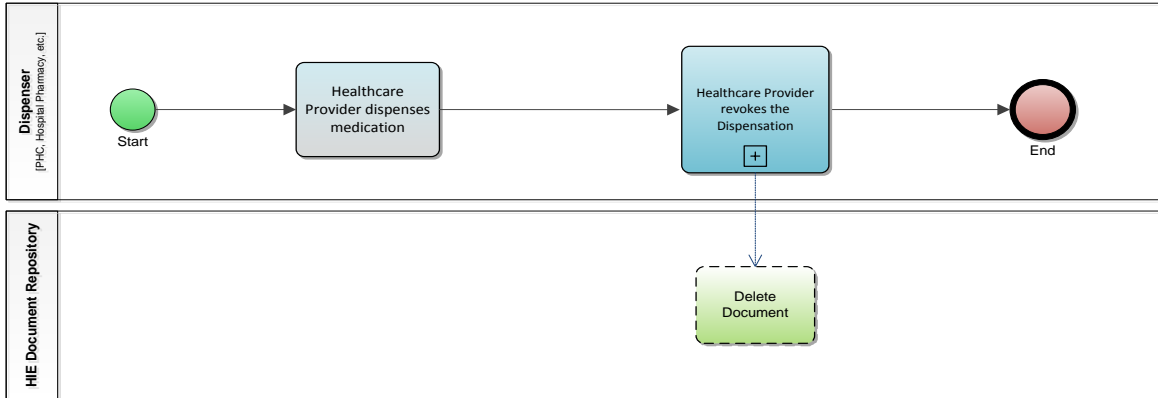 Dispenser
[PHC, Hospital Pharmacy, etc.]
Start
Healthcare
Provider dispenses
medication
Healthcare Provider
revokes the
Dispensation
+
End
HIE Document Repository
Delete
Document